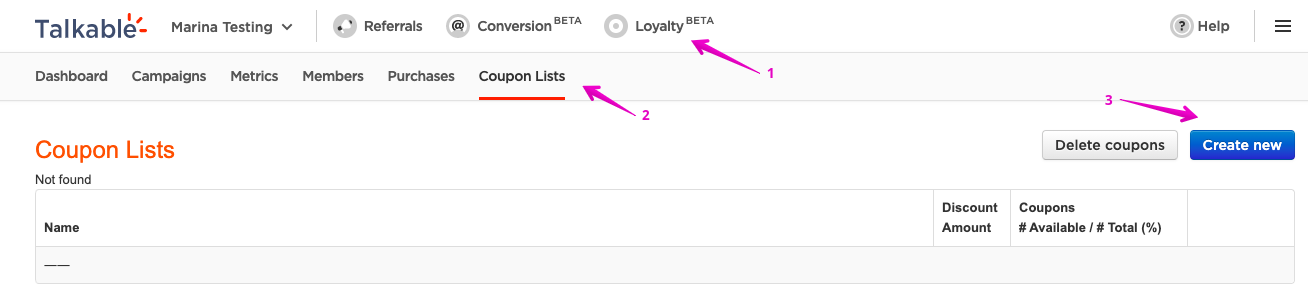 Talkable Marina Testing Referrals Conversion BETA Loyalty BETA ? Help
1
Dashboard Campaigns Metrics Members Purchases Coupon Lists
2
3
Coupon Lists Delete coupons Create new
Not found
Name Discount Amount Coupons # Available / # Total (%)
——